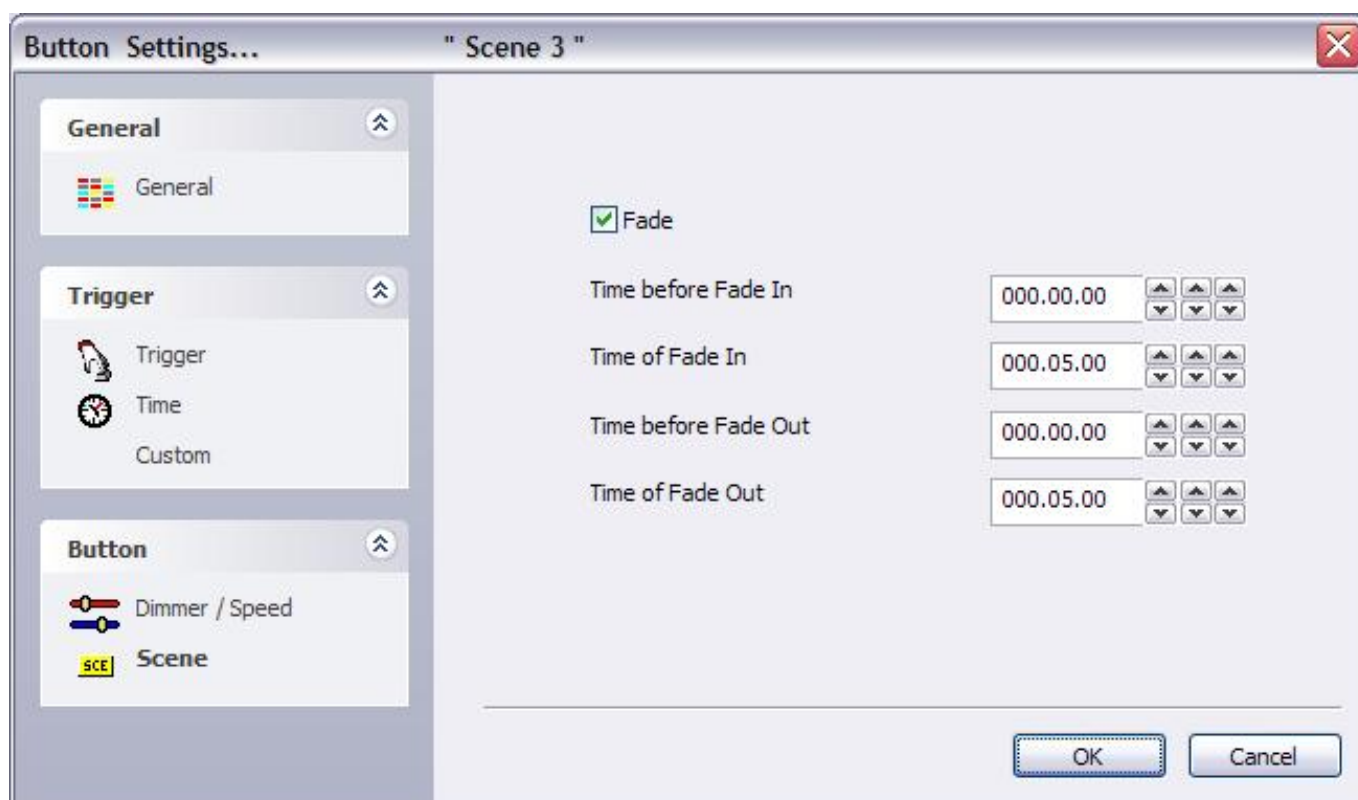 Button Settings... " Scene 3 "
General
General
Trigger
Trigger
Time
Custom
Button
Dimmer / Speed
SCE
Scene
Fade
Time before Fade In 000.00.00
Time of Fade In 000.05.00
Time before Fade Out 000.00.00
Time of Fade Out 000.05.00
OK Cancel